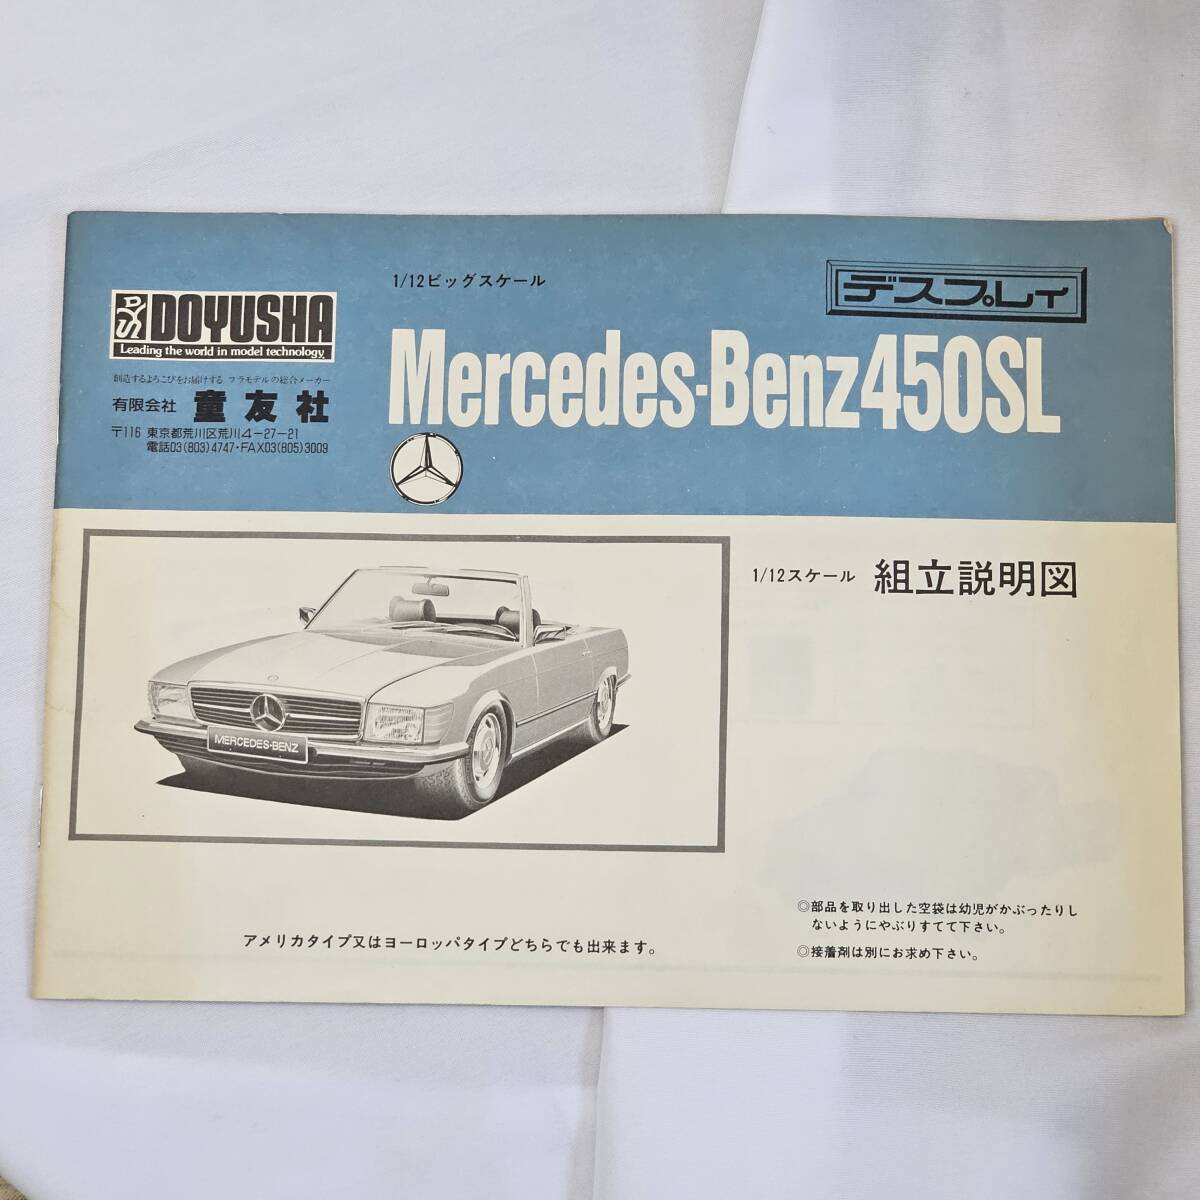 DOYUSHA
Leading the world in model technology.
創造するよろこびをお届けする プラモデルの総合メーカー
有限会社 童友社
〒116 東京都荒川区荒川4-27-21
電話03(803)4747・FAX03(805)3009
1/12ビッグスケール
デスプレイ
Mercedes-Benz450SL
1/12スケール 組立説明図
MERCEDES-BENZ
アメリカタイプ又はヨーロッパタイプどちらでも出来ます。
◎部品を取り出した空袋は幼児がかぶったりし
ないようにやぶりすてて下さい。
◎接着剤は別にお求め下さい。